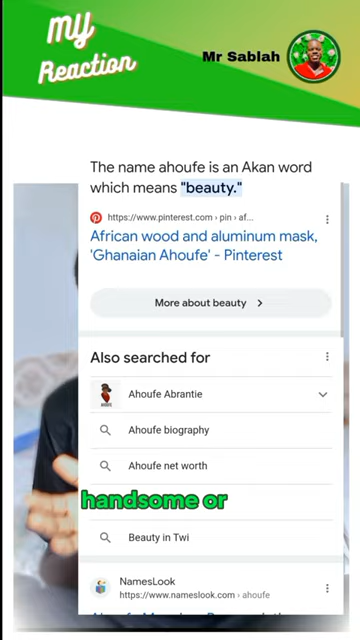 My
Reaction
Mr Sablah
The name ahoufe is an Akan word
which means "beauty."
https://www.pinterest.com › pin › af...
African wood and aluminum mask,
'Ghanaian Ahoufe' - Pinterest
More about beauty
Also searched for
Ahoufe Abrantie
Ahoufe biography
Ahoufe net worth
handsome or
Beauty in Twi
NamesLook
https://www.nameslook.com › ahoufe